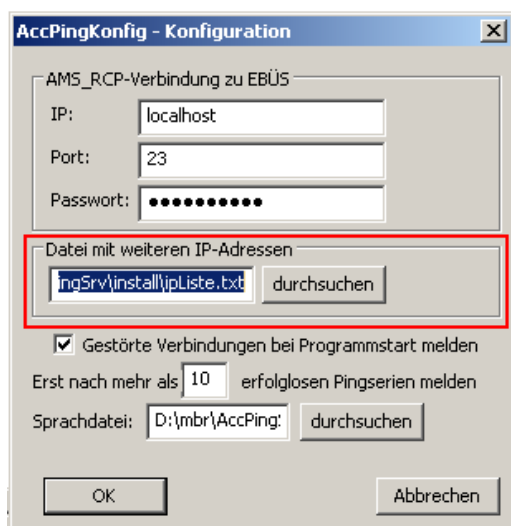 AccPingKonfig - Konfiguration
AMS_RCP-Verbindung zu EBÜS
IP: localhost
Port: 23
Passwort: ●●●●●●●●●●
Datei mit weiteren IP-Adressen
ingSrv\install\ipListe.txt durchsuchen
Gestörte Verbindungen bei Programmstart melden
Erst nach mehr als 10 erfolglosen Pingserien melden
Sprachdatei: D:\mbr\AccPing: durchsuchen
OK Abbrechen